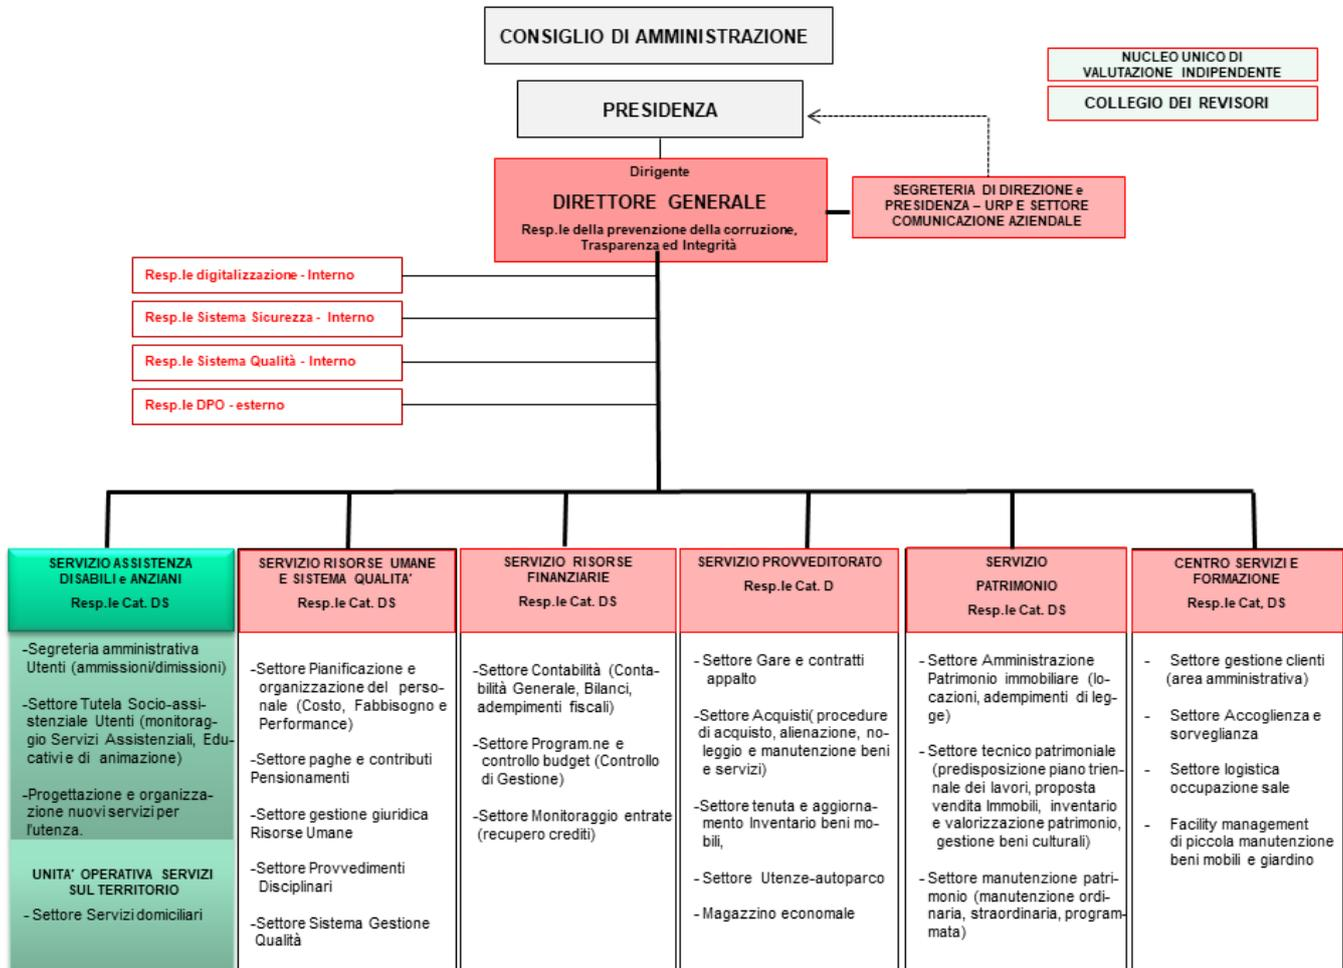 CONSIGLIO DI AMMINISTRAZIONE
NUCLEO UNICO DI
VALUTAZIONE INDIPENDENTE
COLLEGIO DEI REVISORI
PRESIDENZA
Dirigente
DIRETTORE GENERALE
Resp.le della prevenzione della corruzione,
Trasparenza ed Integrità
SEGRETERIA DI DIREZIONE e
PRESIDENZA – URP E SETTORE
COMUNICAZIONE AZIENDALE
Resp.le digitalizzazione - Interno
Resp.le Sistema Sicurezza - Interno
Resp.le Sistema Qualità - Interno
Resp.le DPO - esterno
SERVIZIO ASSISTENZA
DISABILI e ANZIANI
Resp.le Cat. DS
-Segreteria amministrativa
Utenti (ammissioni/dimissioni)
-Settore Tutela Socio-assi-
stenziale Utenti (monitorag-
gio Servizi Assistenziali, Edu-
cativi e di animazione)
-Progettazione e organizza-
zione nuovi servizi per
l'utenza.
UNITA' OPERATIVA SERVIZI
SUL TERRITORIO
- Settore Servizi domiciliari
SERVIZIO RISORSE UMANE
E SISTEMA QUALITA'
Resp.le Cat. DS
-Settore Pianificazione e
organizzazione del perso-
nale (Costo, Fabbisogno e
Performance)
-Settore paghe e contributi
Pensionamenti
-Settore gestione giuridica
Risorse Umane
-Settore Provvedimenti
Disciplinari
-Settore Sistema Gestione
Qualità
SERVIZIO RISORSE
FINANZIARIE
Resp.le Cat. DS
-Settore Contabilità (Conta-
bilità Generale, Bilanci,
adempimenti fiscali)
-Settore Program.ne e
controllo budget (Controllo
di Gestione)
-Settore Monitoraggio entrate
(recupero crediti)
SERVIZIO PROVVEDITORATO
Resp.le Cat. D
- Settore Gare e contratti
appalto
-Settore Acquisti( procedure
di acquisto, alienazione, no-
leggio e manutenzione beni
e servizi)
-Settore tenuta e aggiorna-
mento Inventario beni mo-
bili,
- Settore Utenze-autoparco
- Magazzino economale
SERVIZIO
PATRIMONIO
Resp.le Cat. DS
- Settore Amministrazione
Patrimonio immobiliare (lo-
cazioni, adempimenti di leg-
ge)
- Settore tecnico patrimoniale
(predisposizione piano trien-
nale dei lavori, proposta
vendita Immobili, inventario
e valorizzazione patrimonio,
gestione beni culturali)
- Settore manutenzione patri-
monio (manutenzione ordi-
naria, straordinaria, program-
mata)
CENTRO SERVIZI E
FORMAZIONE
Resp.le Cat, DS
- Settore gestione clienti
(area amministrativa)
- Settore Accoglienza e
sorveglianza
- Settore logistica
occupazione sale
- Facility management
di piccola manutenzione
beni mobili e giardino